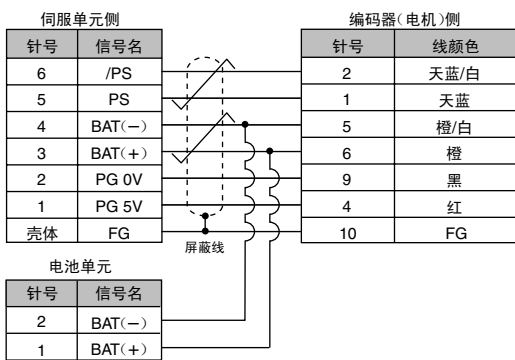 伺服单元侧 编码器（电机）侧
针号 信号名 针号 线颜色
6 /PS 2 天蓝/白
5 PS 1 天蓝
4 BAT(−) 5 橙/白
3 BAT(+) 6 橙
2 PG 0V 9 黑
1 PG 5V 4 红
壳体 FG 10 FG
屏蔽线
电池单元
针号 信号名
2 BAT(−)
1 BAT(+)